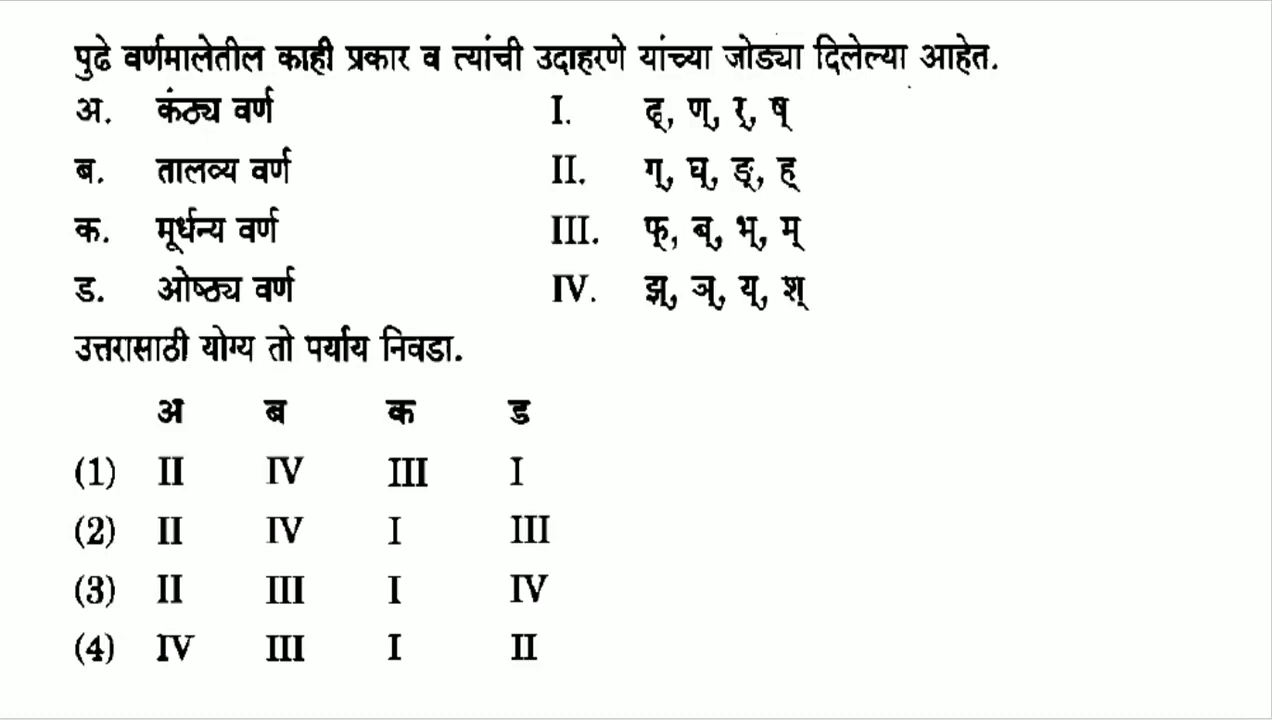 पुढे वर्णमालेतील काही प्रकार व त्यांची उदाहरणे यांच्या जोड्या दिलेल्या आहेत.
अ. कंठ्य वर्ण I. ढ्, ण्, र्, ष्
ब. तालव्य वर्ण II. ग्, घ्, ङ्, ह्
क. मूर्धन्य वर्ण III. फ्, ब्, भ्, म्
ड. ओष्ठ्य वर्ण IV. झ्, ञ्, य्, श्
उत्तरासाठी योग्य तो पर्याय निवडा.
अ ब क ड
(1) II IV III I
(2) II IV I III
(3) II III I IV
(4) IV III I II